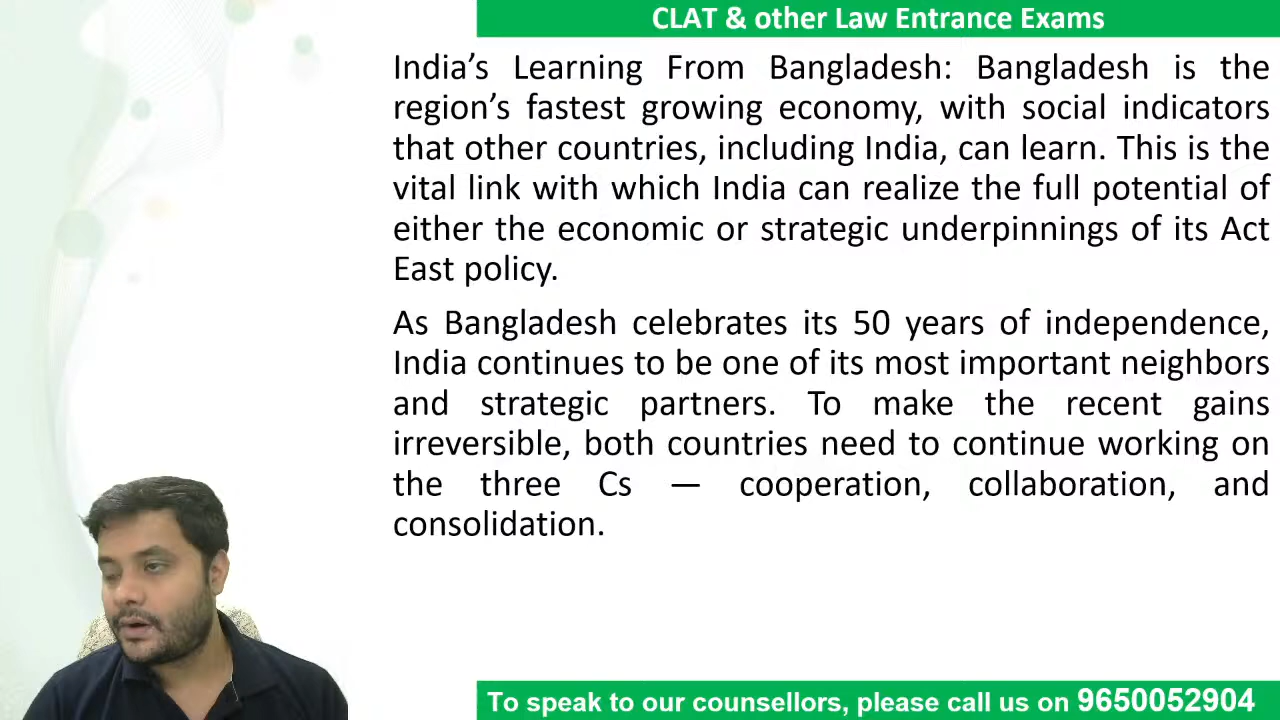 CLAT & other Law Entrance Exams
India’s Learning From Bangladesh: Bangladesh is the
region’s fastest growing economy, with social indicators
that other countries, including India, can learn. This is the
vital link with which India can realize the full potential of
either the economic or strategic underpinnings of its Act
East policy.
As Bangladesh celebrates its 50 years of independence,
India continues to be one of its most important neighbors
and strategic partners. To make the recent gains
irreversible, both countries need to continue working on
the three Cs — cooperation, collaboration, and
consolidation.
To speak to our counsellors, please call us on 9650052904